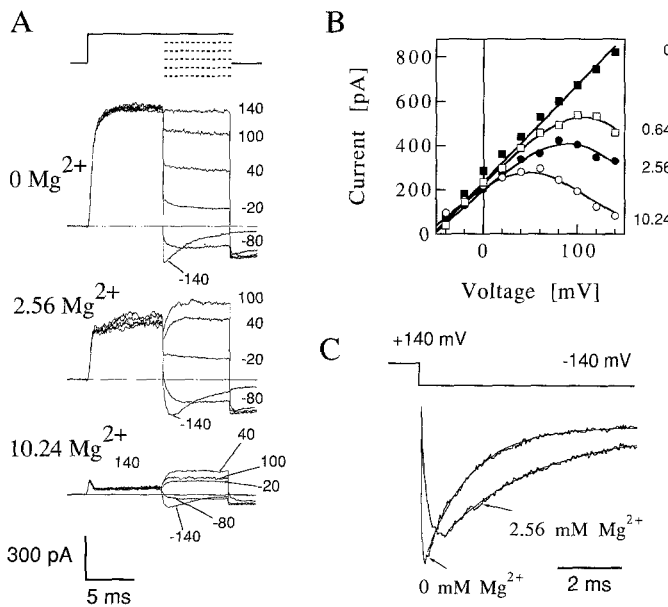 A
0 Mg2+
140
100
40
-20
-80
-140
2.56 Mg2+
100
40
-20
-80
-140
10.24 Mg2+
140
40
100
-20
-80
-140
300 pA
5 ms
B
Current [pA]
800
600
400
200
0
0
100
Voltage [mV]
0
0.64
2.56
10.24
C
+140 mV
-140 mV
2.56 mM Mg2+
0 mM Mg2+
2 ms